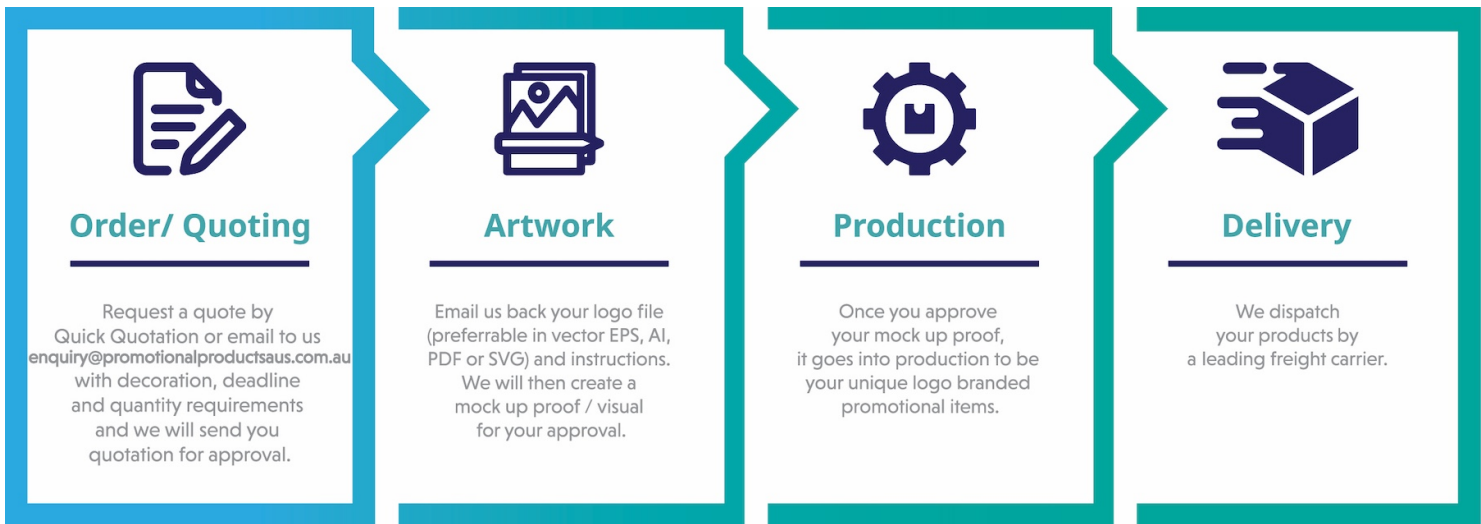 Order/ Quoting
Request a quote by
Quick Quotation or email to us
enquiry@promotionalproductsaus.com.au
with decoration, deadline
and quantity requirements
and we will send you
quotation for approval.
Artwork
Email us back your logo file
(preferrable in vector EPS, AI,
PDF or SVG) and instructions.
We will then create a
mock up proof / visual
for your approval.
Production
Once you approve
your mock up proof,
it goes into production to be
your unique logo branded
promotional items.
Delivery
We dispatch
your products by
a leading freight carrier.